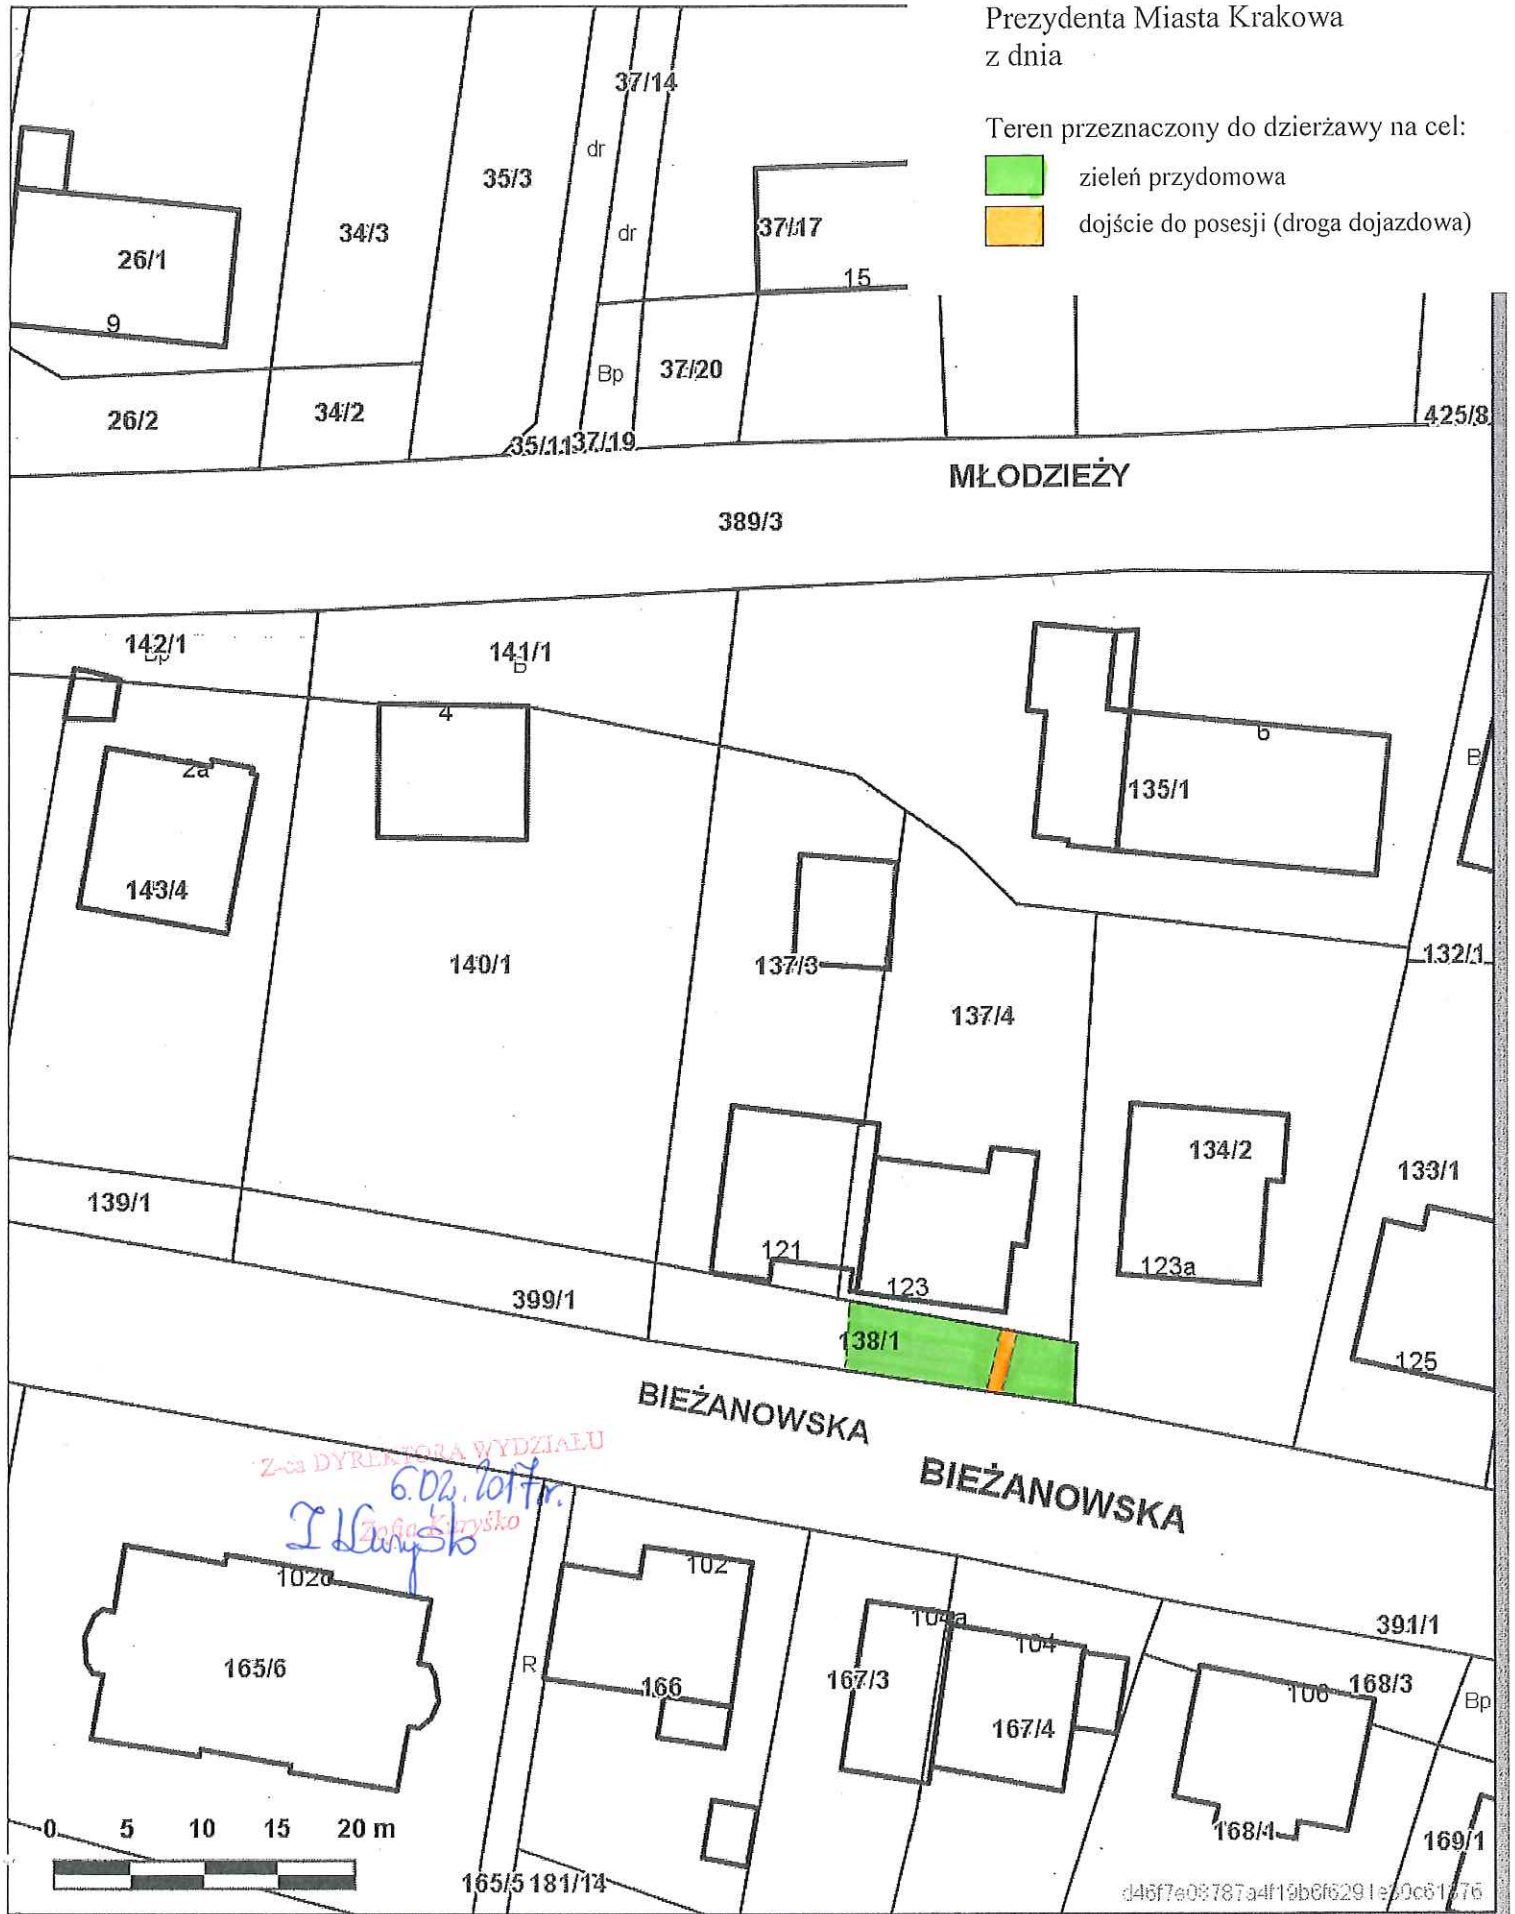 Prezydenta Miasta Krakowa
z dnia
Teren przeznaczony do dzierżawy na cel:
zieleń przydomowa
dojście do posesji (droga dojazdowa)
37/14
dr
35/3
34/3
dr
37/17
26/1
15
9
Bp
37/20
26/2
34/2
425/8
35/11
37/19
MŁODZIEŻY
389/3
142/1
Bp
141/1
B
4
6
2a
B
135/1
143/4
140/1
137/3
132/1
137/4
134/2
133/1
139/1
121
123a
123
399/1
138/1
125
BIEŻANOWSKA
BIEŻANOWSKA
Z-ca DYREKTORA WYDZIAŁU
6.02.2017r.
Zofia Kuryśko
102
102c
104a
104
391/1
165/6
R
166
167/3
168/3
106
Bp
167/4
0 5 10 15 20 m
168/1
169/1
165/5
181/14